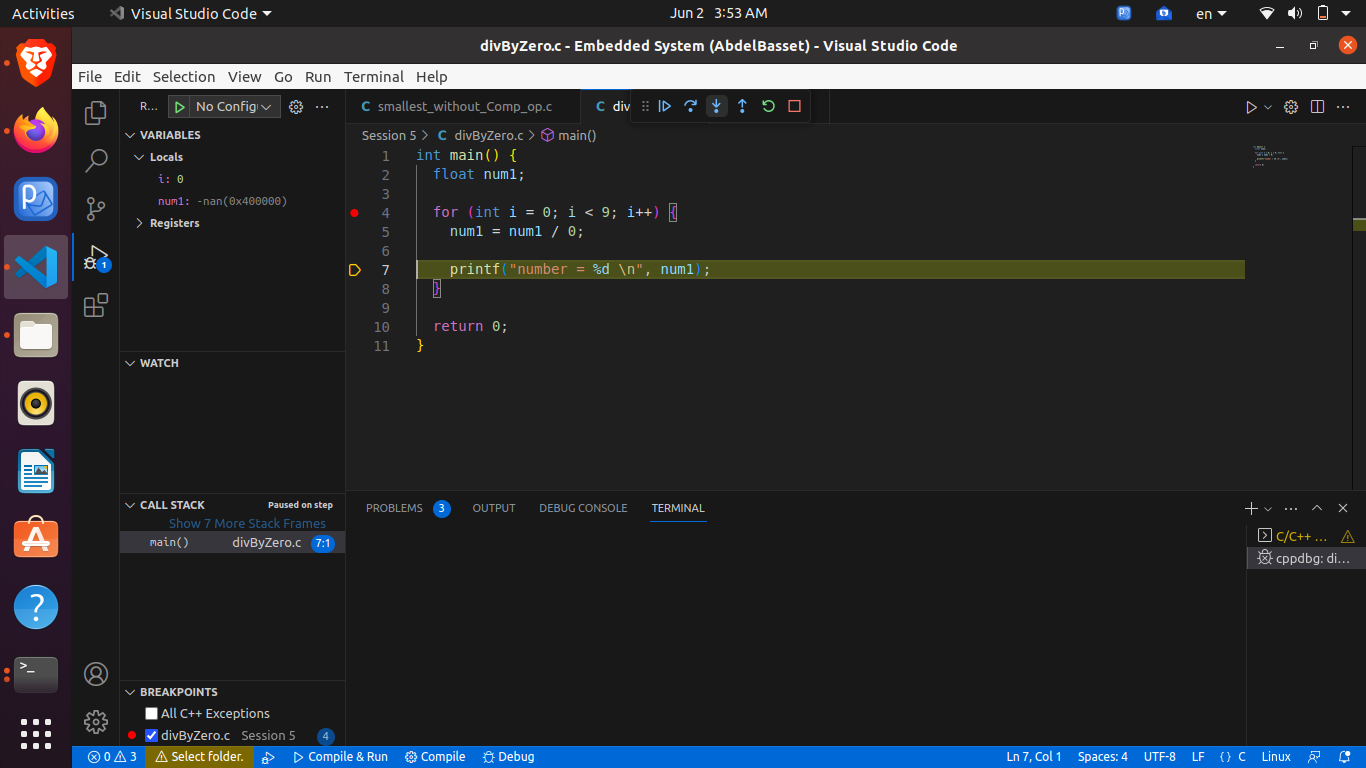 Activities Visual Studio Code Jun 2 3:53 AM en
divByZero.c - Embedded System (AbdelBasset) - Visual Studio Code
File Edit Selection View Go Run Terminal Help
R... No Config smallest_without_Comp_op.c div
VARIABLES
Locals
i: 0
num1: -nan(0x400000)
Registers
WATCH
CALL STACK Paused on step
Show 7 More Stack Frames
main() divByZero.c 7:1
BREAKPOINTS
All C++ Exceptions
divByZero.c Session 5 4
Session 5 > C divByZero.c > main()
1 int main() {
2 float num1;
3
4 for (int i = 0; i < 9; i++) {
5 num1 = num1 / 0;
6
7 printf("number = %d \n", num1);
8 }
9
10 return 0;
11 }
PROBLEMS 3 OUTPUT DEBUG CONSOLE TERMINAL
C/C++ ...
cppdbg: di...
0 3 Select folder. Compile & Run Compile Debug Ln 7, Col 1 Spaces: 4 UTF-8 LF { } C Linux